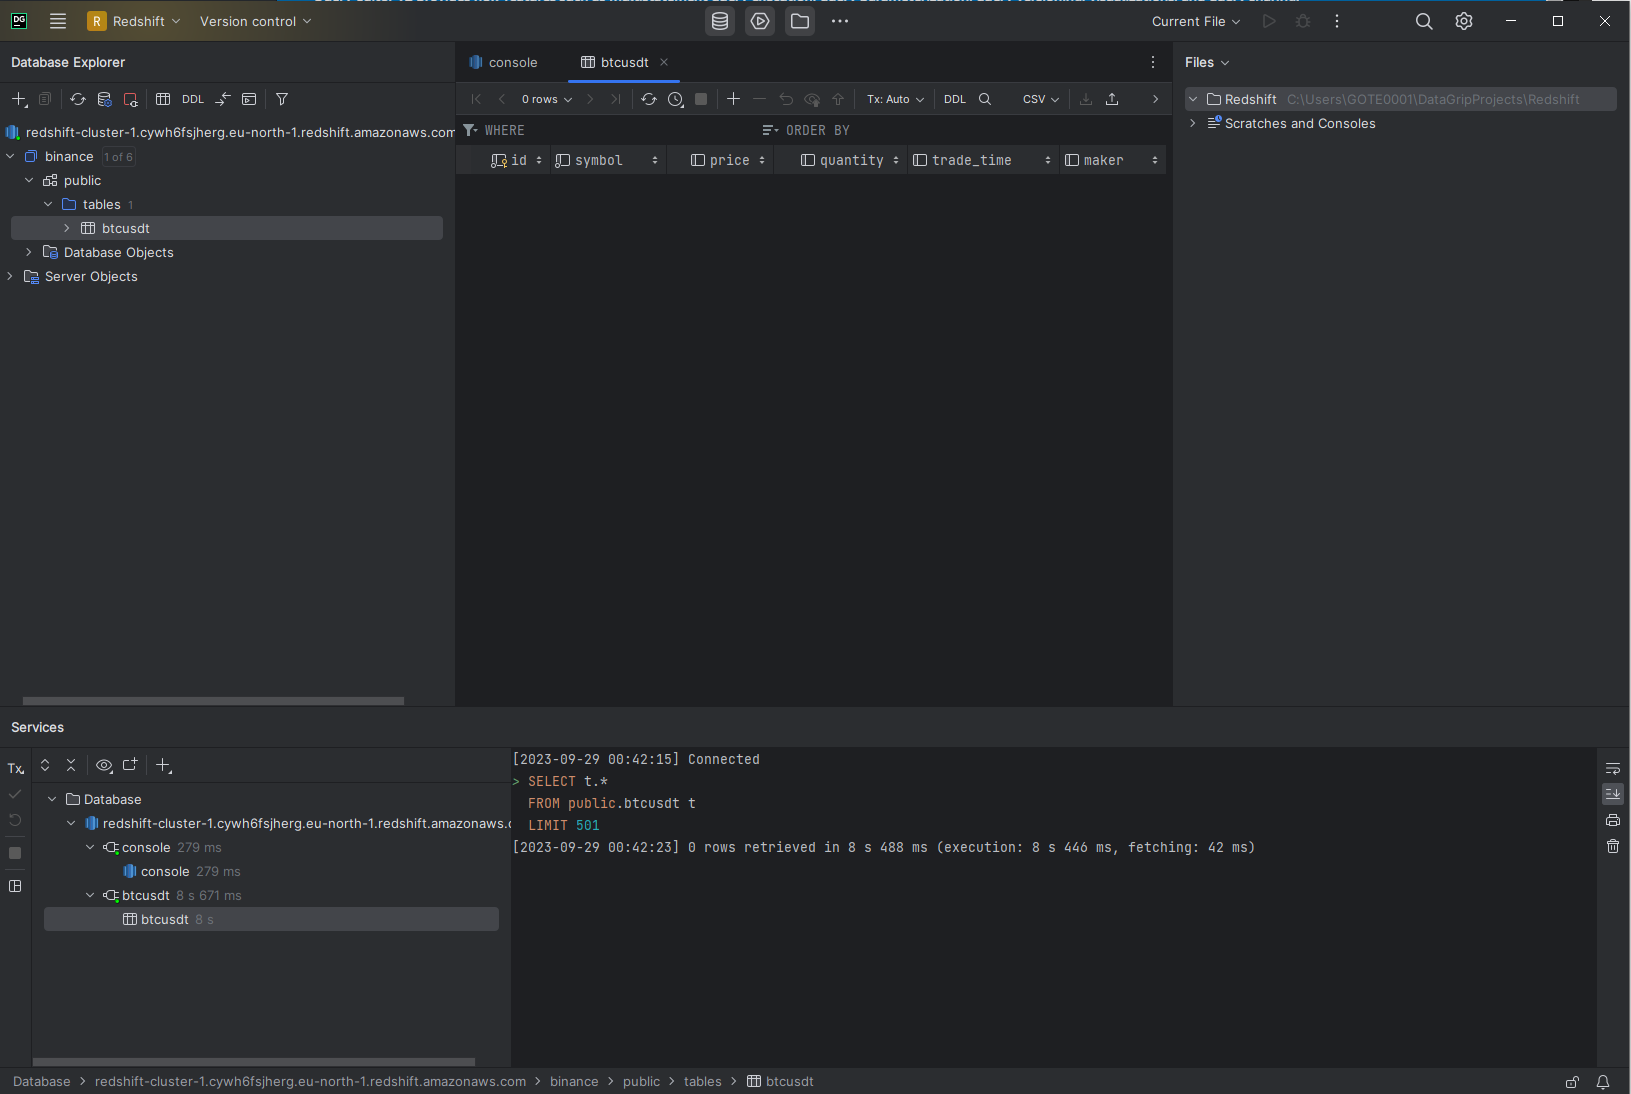 DG
R Redshift Version control
Current File
Database Explorer
DDL
redshift-cluster-1.cywh6fsjherg.eu-north-1.redshift.amazonaws.com
binance 1 of 6
public
tables 1
btcusdt
Database Objects
Server Objects
console btcusdt
0 rows Tx: Auto DDL CSV
WHERE ORDER BY
id symbol price quantity trade_time maker
Files
Redshift C:\Users\GOTE0001\DataGripProjects\Redshift
Scratches and Consoles
Services
Tx
Database
redshift-cluster-1.cywh6fsjherg.eu-north-1.redshift.amazonaws.
console 279 ms
console 279 ms
btcusdt 8 s 671 ms
btcusdt 8 s
[2023-09-29 00:42:15] Connected
> SELECT t.*
FROM public.btcusdt t
LIMIT 501
[2023-09-29 00:42:23] 0 rows retrieved in 8 s 488 ms (execution: 8 s 446 ms, fetching: 42 ms)
Database > redshift-cluster-1.cywh6fsjherg.eu-north-1.redshift.amazonaws.com > binance > public > tables > btcusdt